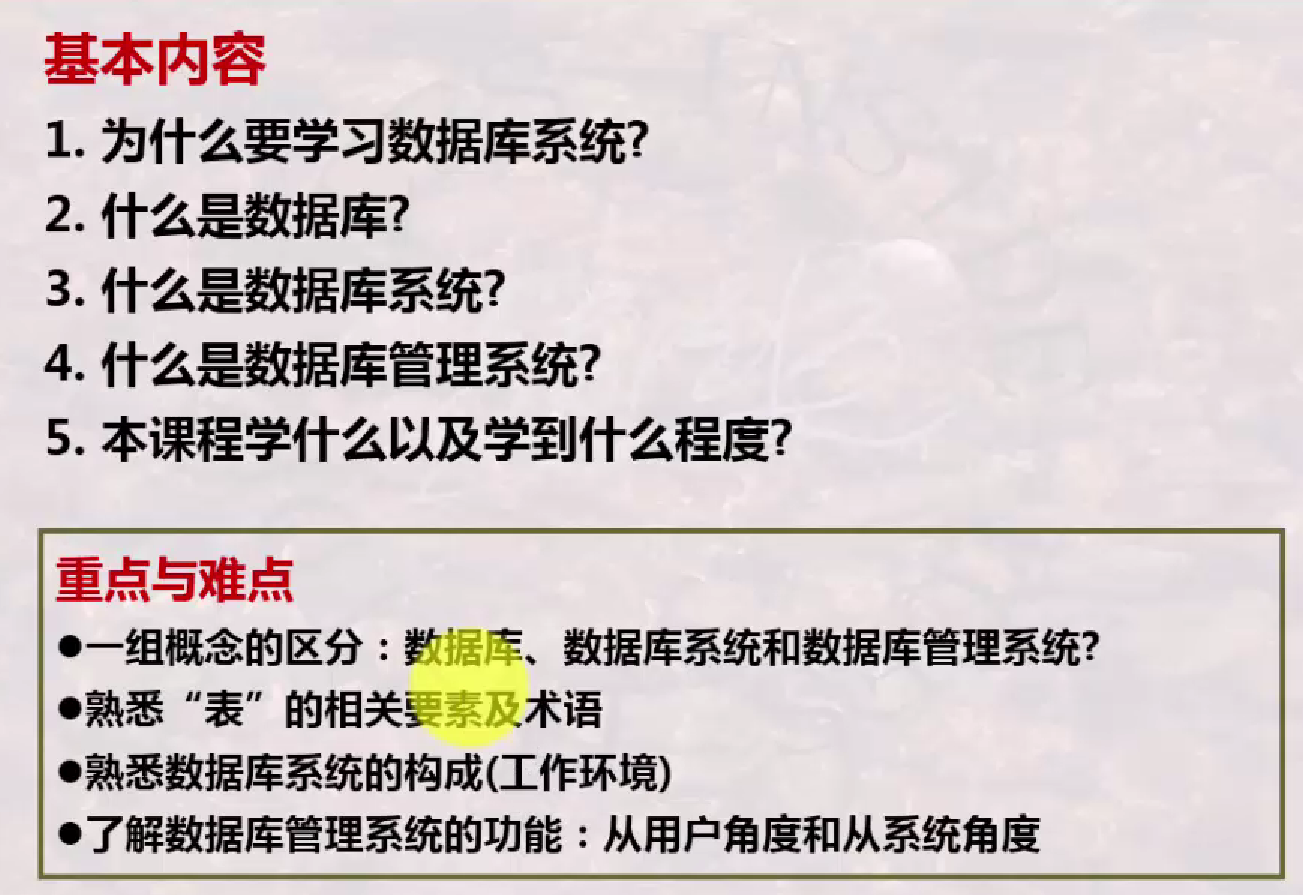 基本内容
1. 为什么要学习数据库系统?
2. 什么是数据库?
3. 什么是数据库系统?
4. 什么是数据库管理系统?
5. 本课程学什么以及学到什么程度?
重点与难点
●一组概念的区分：数据库、数据库系统和数据库管理系统?
●熟悉“表”的相关要素及术语
●熟悉数据库系统的构成(工作环境)
●了解数据库管理系统的功能：从用户角度和从系统角度